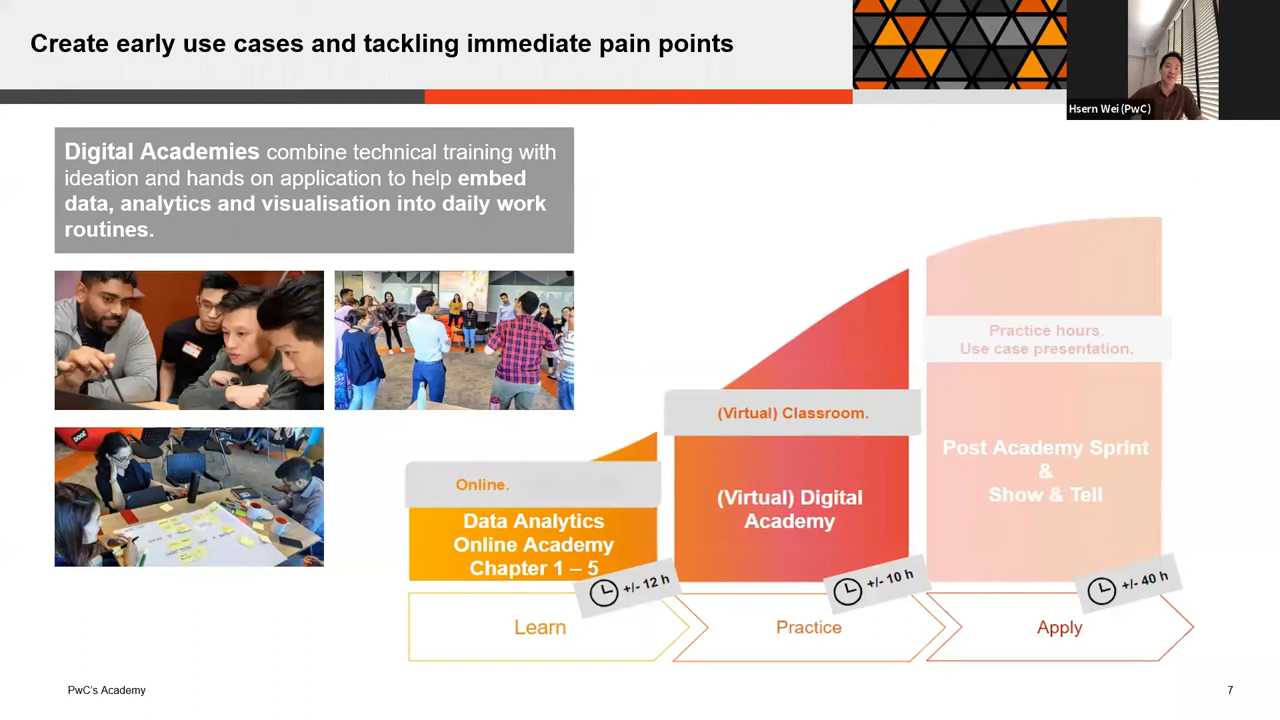 Create early use cases and tackling immediate pain points
Hsern Wei (PwC)
Digital Academies combine technical training with
ideation and hands on application to help embed
data, analytics and visualisation into daily work
routines.
Online.
Data Analytics
Online Academy
Chapter 1 – 5
+/- 12 h
Learn
(Virtual) Classroom.
(Virtual) Digital
Academy
+/- 10 h
Practice
Practice hours.
Use case presentation.
Post Academy Sprint
&
Show & Tell
+/- 40 h
Apply
PwC's Academy
7